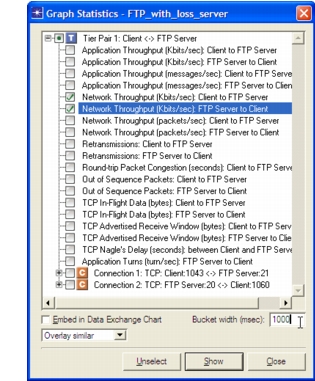 Graph Statistics - FTP_with_loss_server
T Tier Pair 1: Client <-> FTP Server
Application Throughput (Kbits/sec): Client to FTP Server
Application Throughput (Kbits/sec): FTP Server to Client
Application Throughput (messages/sec): Client to FTP Serve
Application Throughput (messages/sec): FTP Server to Clien
Network Throughput (Kbits/sec): Client to FTP Server
Network Throughput (Kbits/sec): FTP Server to Client
Network Throughput (packets/sec): Client to FTP Server
Network Throughput (packets/sec): FTP Server to Client
Retransmissions: Client to FTP Server
Retransmissions: FTP Server to Client
Round-trip Packet Congestion (seconds): Client to FTP Serve
Out of Sequence Packets: Client to FTP Server
Out of Sequence Packets: FTP Server to Client
TCP In-Flight Data (bytes): Client to FTP Server
TCP In-Flight Data (bytes): FTP Server to Client
TCP Advertised Receive Window (bytes): Client to FTP Serv
TCP Advertised Receive Window (bytes): FTP Server to Clie
TCP Nagle's Delay (seconds): between Client and FTP Serve
Application Turns (turn/sec): FTP Server to Client
C Connection 1: TCP: Client:1043 <-> FTP Server:21
C Connection 2: TCP: FTP Server:20 <-> Client:1060
Embed in Data Exchange Chart Bucket width (msec): 1000
Overlay similar
Unselect Show Close